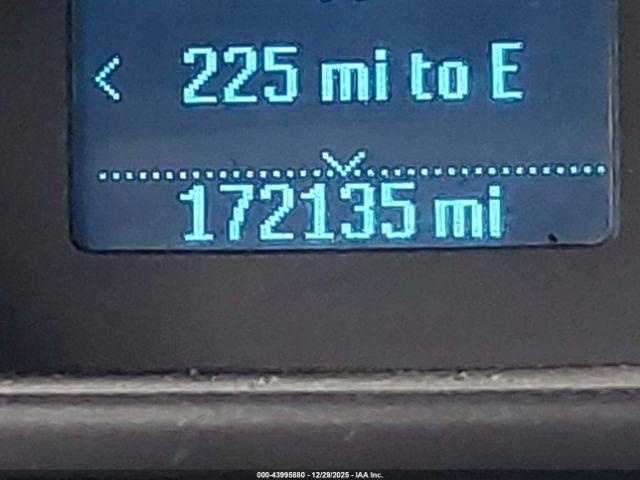 < 225 mi to E
172135 mi
000-43995880 - 12/29/2025 - IAA Inc.